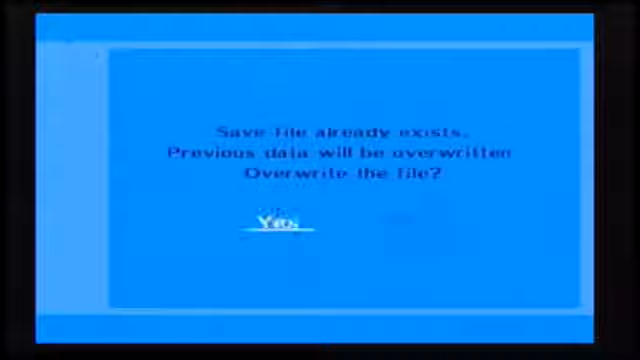 Save file already exists.
Previous data will be overwritten
Overwrite the file?
Yes